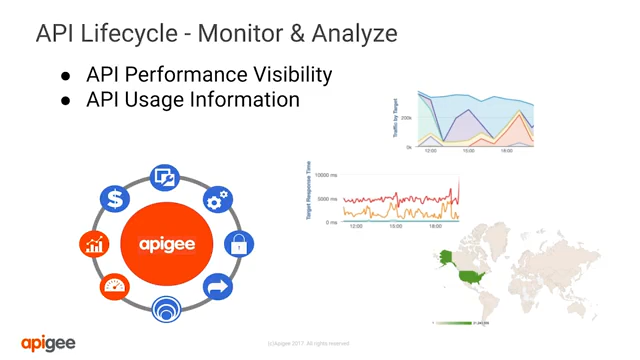 API Lifecycle - Monitor & Analyze
● API Performance Visibility
● API Usage Information
Traffic by Target
200k
0k
12:00 15:00 18:00
Target Response Time
10000 ms
5000 ms
0 ms
12:00 15:00 18:00
$
apigee
1
apigee
(c)Apigee 2017. All rights reserved